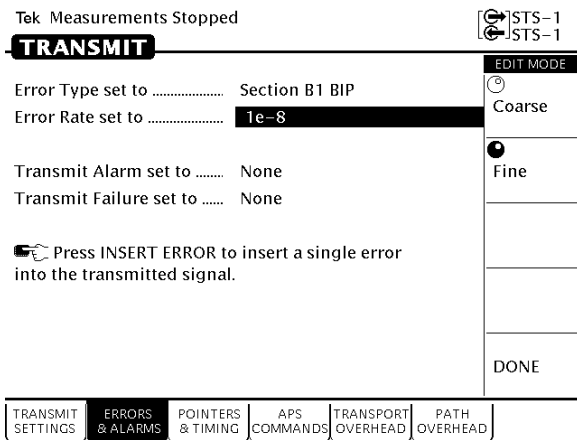 Tek Measurements Stopped
STS–1
STS–1
TRANSMIT
EDIT MODE
Error Type set to ................... Section B1 BIP
Error Rate set to .................... 1e–8
Coarse
Transmit Alarm set to ........ None
Fine
Transmit Failure set to ...... None
Press INSERT ERROR to insert a single error
into the transmitted signal.
DONE
TRANSMIT SETTINGS
ERRORS & ALARMS
POINTERS & TIMING
APS COMMANDS
TRANSPORT OVERHEAD
PATH OVERHEAD